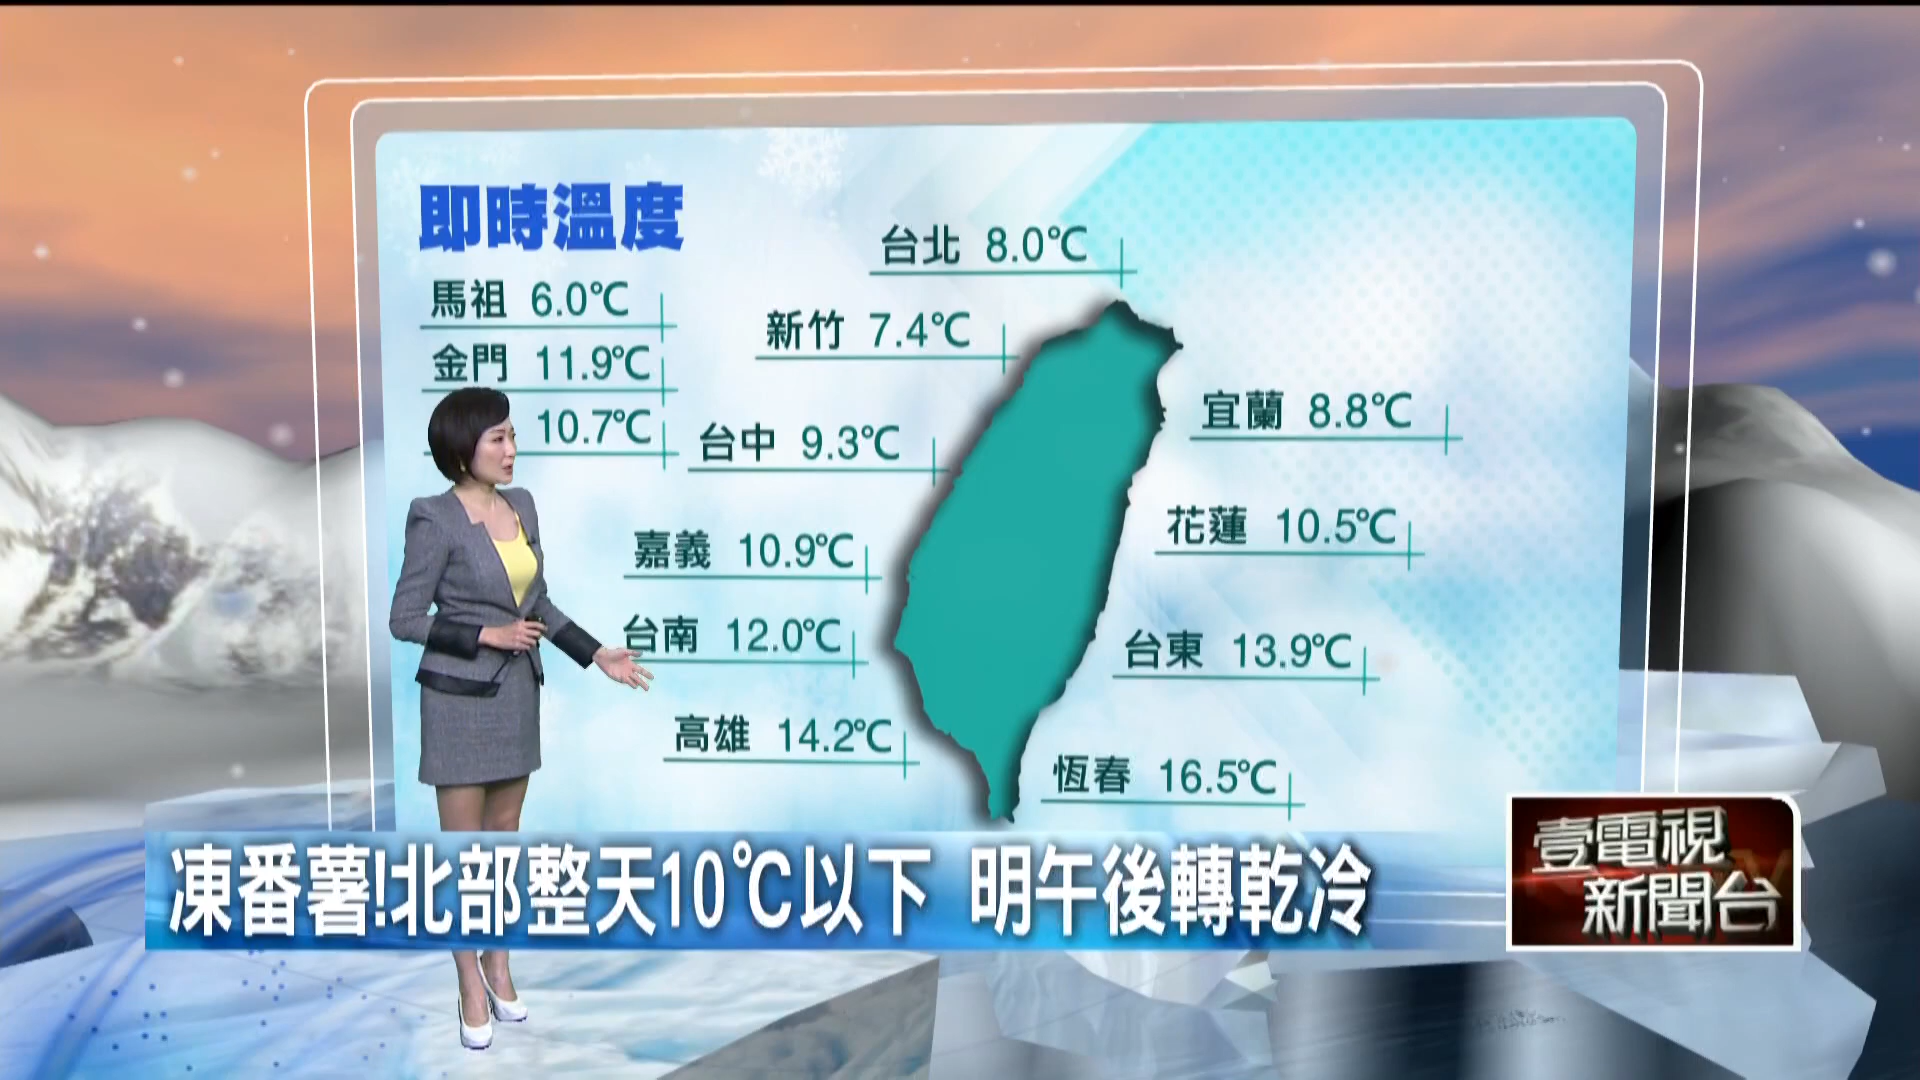 即時溫度
馬祖 6.0℃
金門 11.9℃
10.7℃
台北 8.0℃
新竹 7.4℃
台中 9.3℃
嘉義 10.9℃
台南 12.0℃
高雄 14.2℃
宜蘭 8.8℃
花蓮 10.5℃
台東 13.9℃
恆春 16.5℃
凍番薯!北部整天10℃以下 明午後轉乾冷
壹電視
新聞台